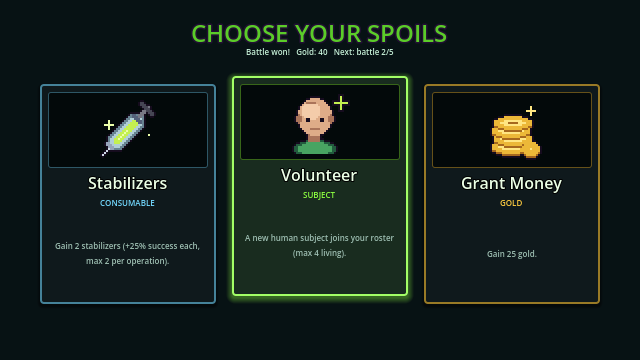 CHOOSE YOUR SPOILS
Battle won! Gold: 40 Next: battle 2/5
Stabilizers
CONSUMABLE
Gain 2 stabilizers (+25% success each,
max 2 per operation).
Volunteer
SUBJECT
A new human subject joins your roster
(max 4 living).
Grant Money
GOLD
Gain 25 gold.